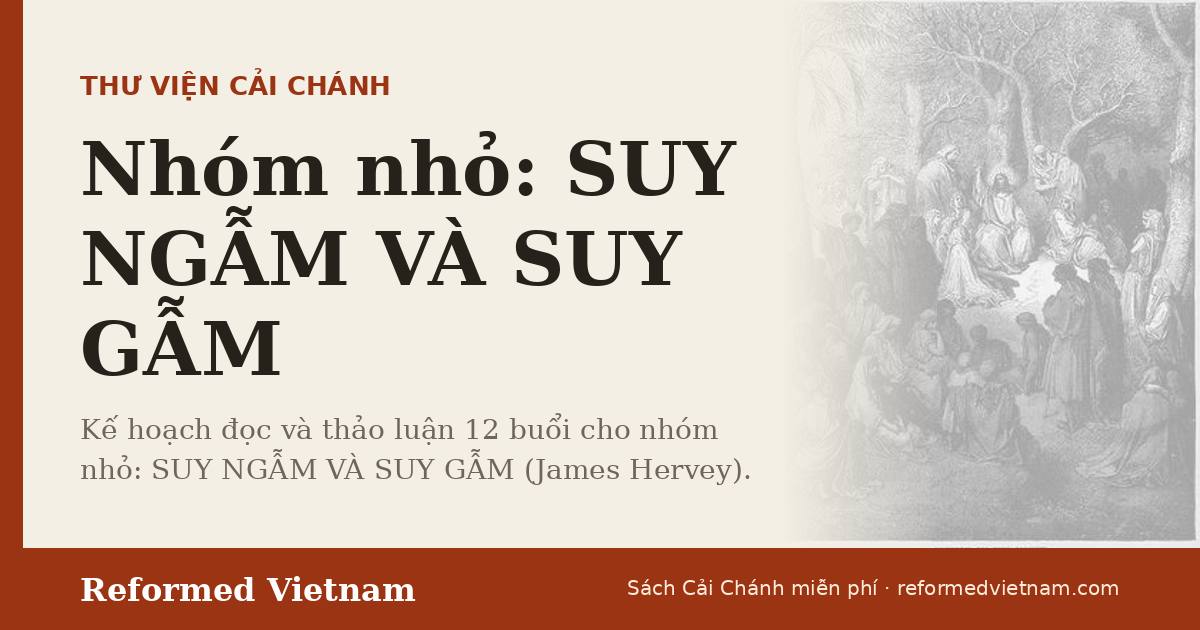 THƯ VIỆN CẢI CHÁNH
Nhóm nhỏ: SUY
NGẪM VÀ SUY
GẪM
Kế hoạch đọc và thảo luận 12 buổi cho nhóm
nhỏ: SUY NGẪM VÀ SUY GẪM (James Hervey).
Reformed Vietnam
Sách Cải Chánh miễn phí · reformedvietnam.com